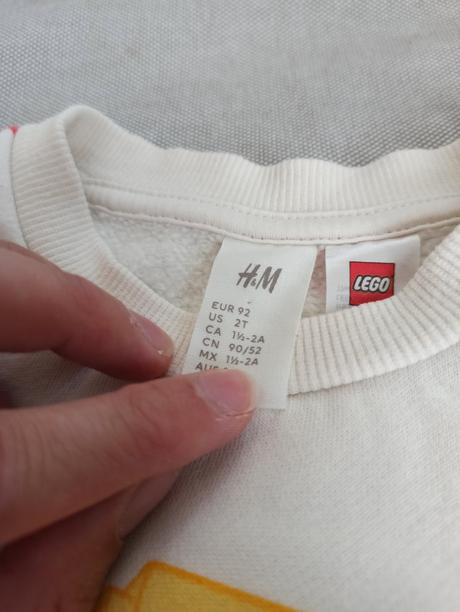 H&M
EUR 92
US 2T
CA 1½-2A
CN 90/52
MX 1½-2A
LEGO